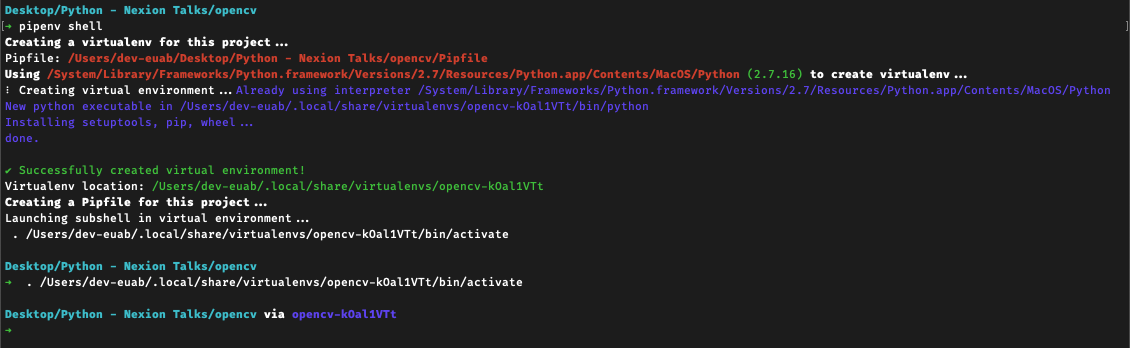 Desktop/Python - Nexion Talks/opencv
[→ pipenv shell ]
Creating a virtualenv for this project...
Pipfile: /Users/dev-euab/Desktop/Python - Nexion Talks/opencv/Pipfile
Using /System/Library/Frameworks/Python.framework/Versions/2.7/Resources/Python.app/Contents/MacOS/Python (2.7.16) to create virtualenv...
⠇ Creating virtual environment...Already using interpreter /System/Library/Frameworks/Python.framework/Versions/2.7/Resources/Python.app/Contents/MacOS/Python
New python executable in /Users/dev-euab/.local/share/virtualenvs/opencv-kOal1VTt/bin/python
Installing setuptools, pip, wheel...
done.
✔ Successfully created virtual environment!
Virtualenv location: /Users/dev-euab/.local/share/virtualenvs/opencv-kOal1VTt
Creating a Pipfile for this project...
Launching subshell in virtual environment...
. /Users/dev-euab/.local/share/virtualenvs/opencv-kOal1VTt/bin/activate
Desktop/Python - Nexion Talks/opencv
→ . /Users/dev-euab/.local/share/virtualenvs/opencv-kOal1VTt/bin/activate
Desktop/Python - Nexion Talks/opencv via opencv-kOal1VTt
→